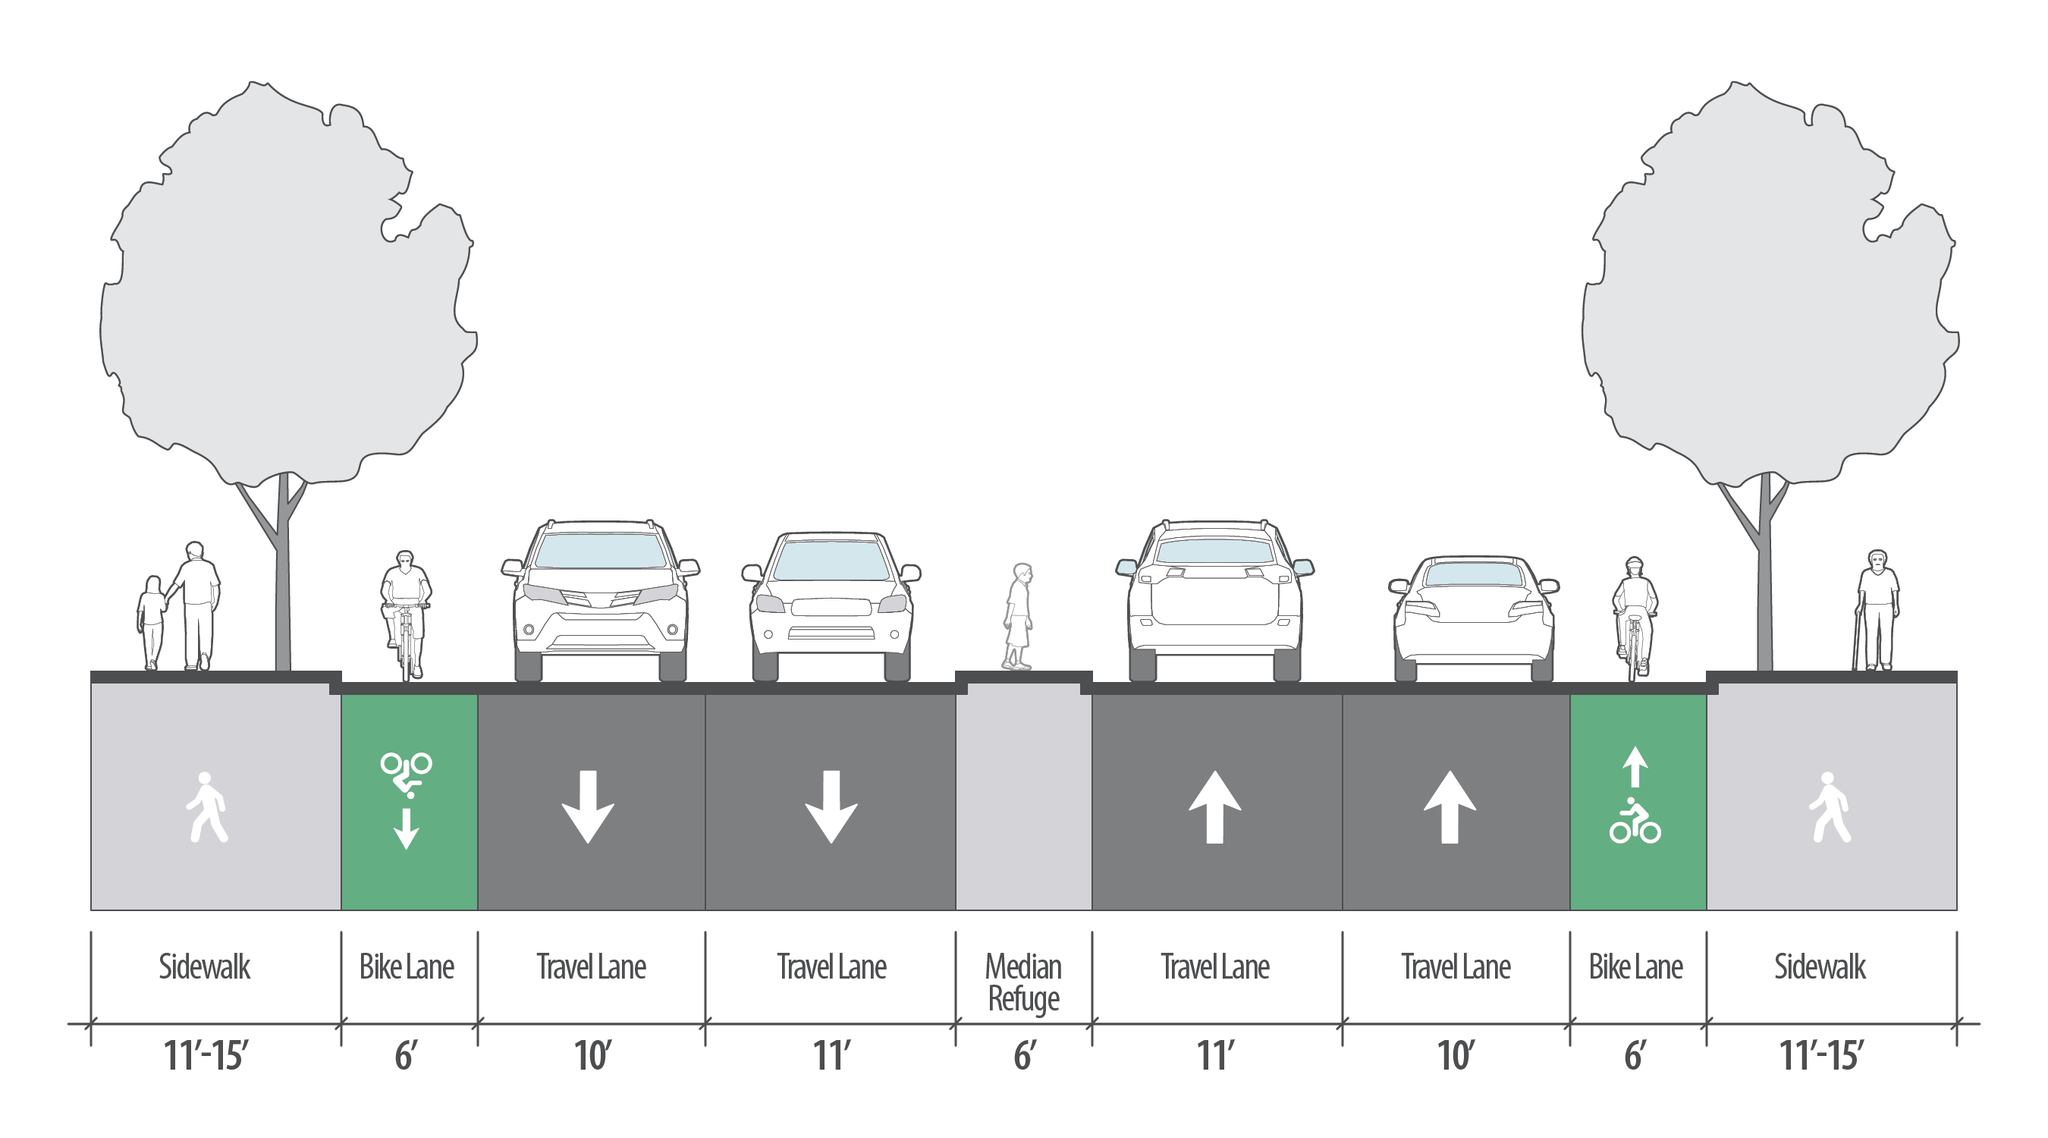 Sidewalk
Bike Lane
Travel Lane
Travel Lane
Median
Refuge
Travel Lane
Travel Lane
Bike Lane
Sidewalk
11’-15’
6’
10’
11’
6’
11’
10’
6’
11’-15’